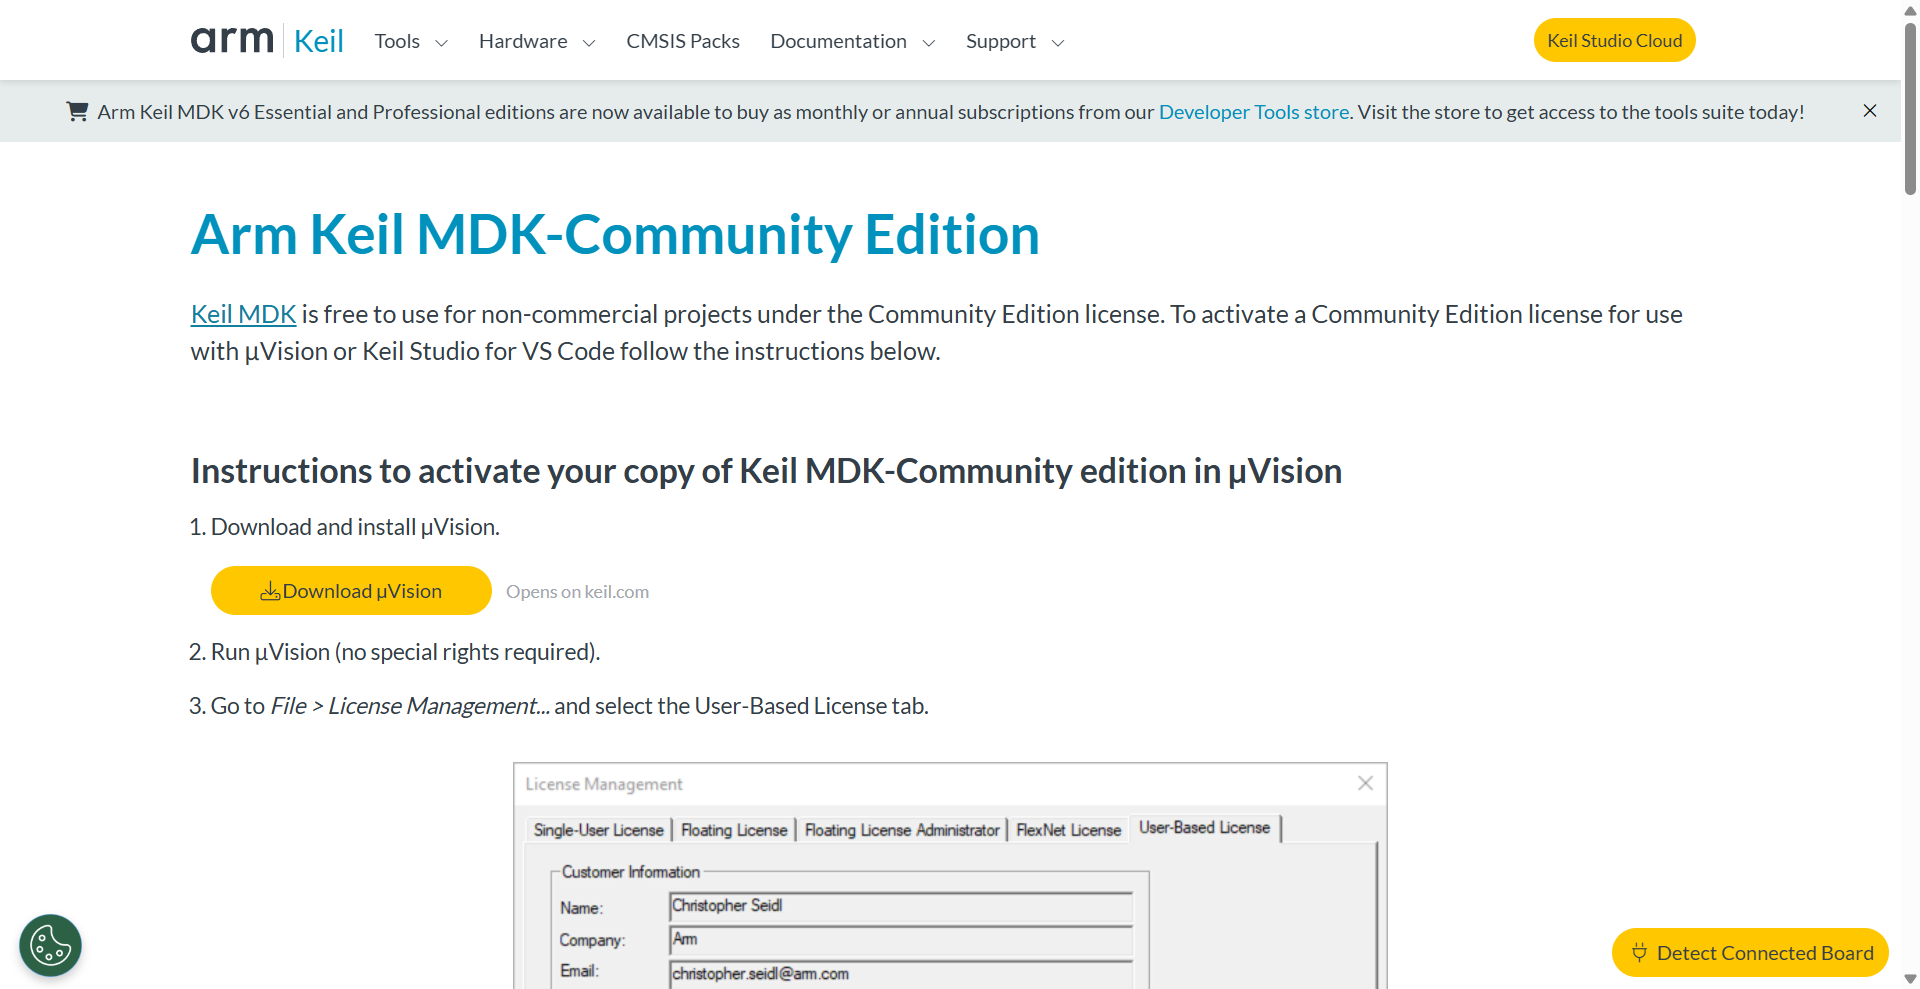 arm Keil Tools Hardware CMSIS Packs Documentation Support Keil Studio Cloud
Arm Keil MDK v6 Essential and Professional editions are now available to buy as monthly or annual subscriptions from our Developer Tools store. Visit the store to get access to the tools suite today!
Arm Keil MDK-Community Edition
Keil MDK is free to use for non-commercial projects under the Community Edition license. To activate a Community Edition license for use
with µVision or Keil Studio for VS Code follow the instructions below.
Instructions to activate your copy of Keil MDK-Community edition in µVision
1. Download and install µVision.
Download µVision Opens on keil.com
2. Run µVision (no special rights required).
3. Go to File > License Management... and select the User-Based License tab.
License Management
Single-User License Floating License Floating License Administrator FlexNet License User-Based License
Customer Information
Name: Christopher Seidl
Company: Arm
Email: christopher.seidl@arm.com
Detect Connected Board